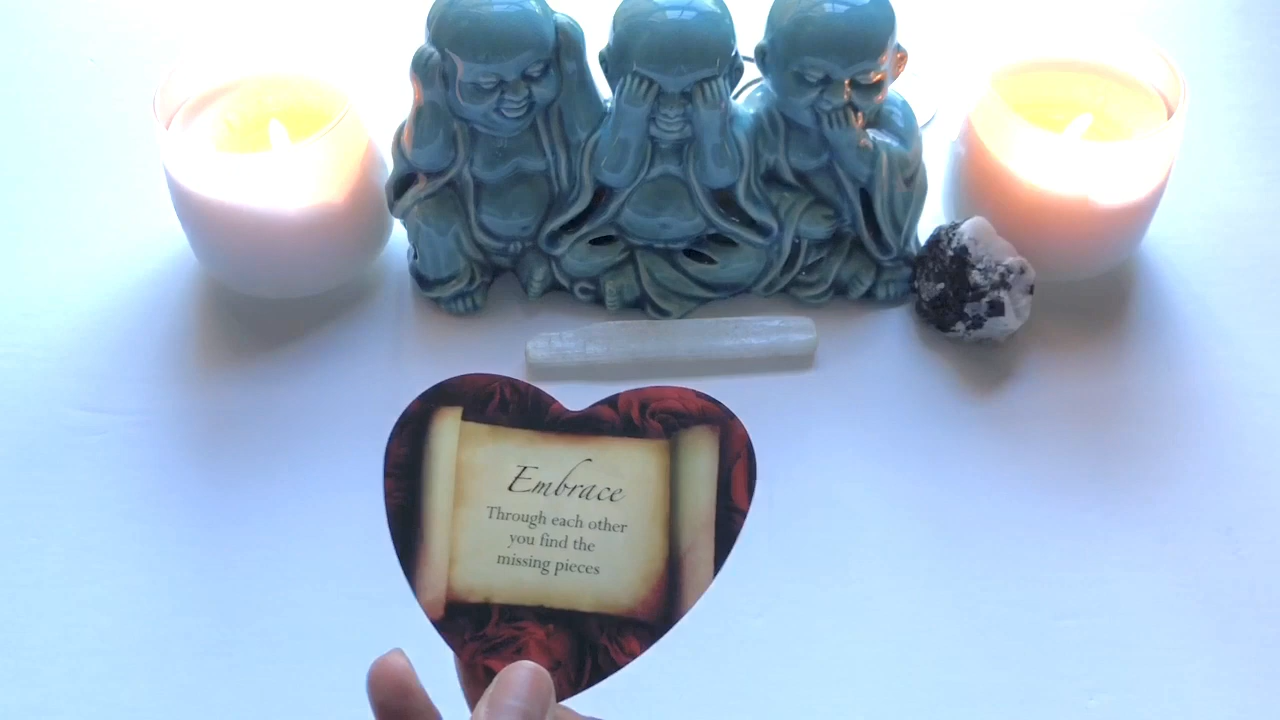 Embrace
Through each other
you find the
missing pieces